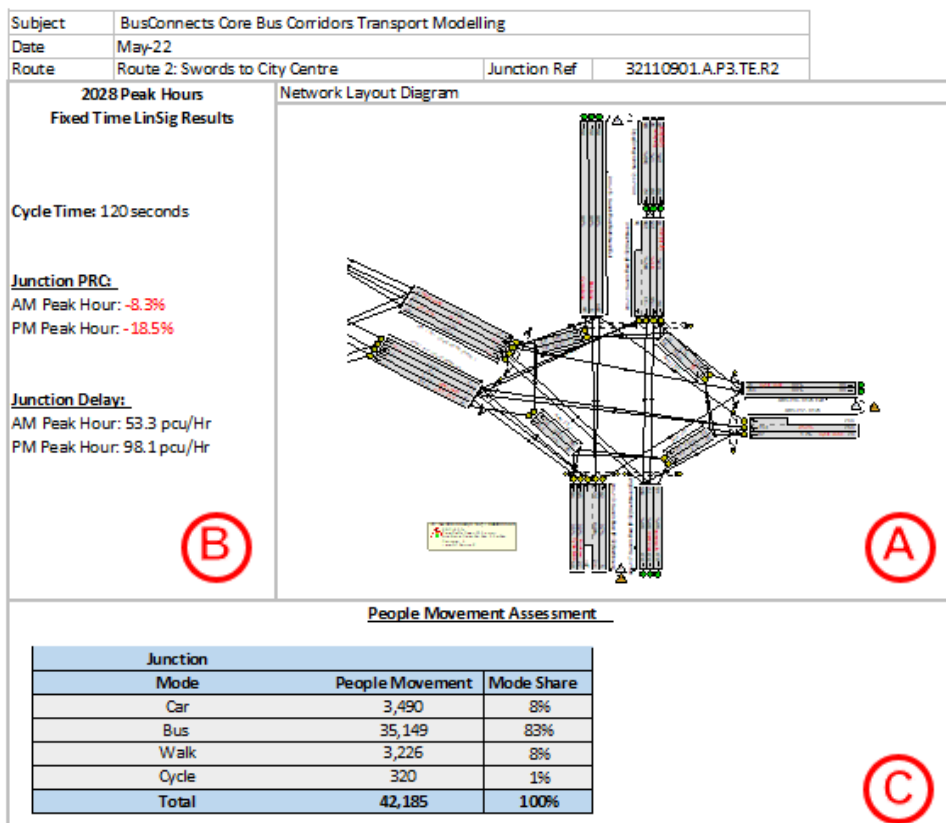 Subject BusConnects Core Bus Corridors Transport Modelling
Date May-22
Route Route 2: Swords to City Centre Junction Ref 32110901.A.P3.TE.R2
2028 Peak Hours
Fixed Time LinSig Results
Network Layout Diagram
Cycle Time: 120 seconds
Junction PRC:
AM Peak Hour: -8.3%
PM Peak Hour: -18.5%
Junction Delay:
AM Peak Hour: 53.3 pcu/Hr
PM Peak Hour: 98.1 pcu/Hr
B
A
People Movement Assessment
Junction
Mode People Movement Mode Share
Car 3,490 8%
Bus 35,149 83%
Walk 3,226 8%
Cycle 320 1%
Total 42,185 100%
C